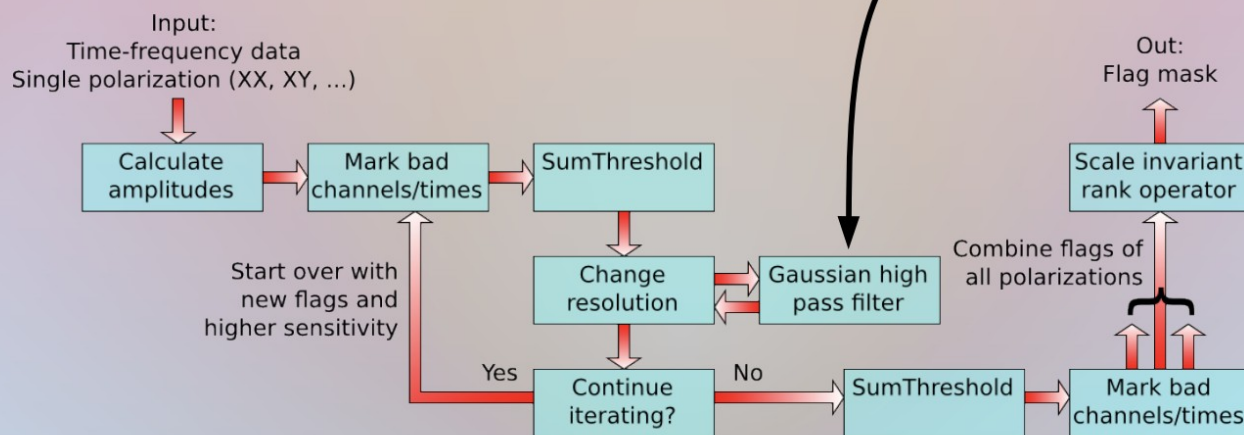 Input:
Time-frequency data
Single polarization (XX, XY, ...)
Calculate
amplitudes
Mark bad
channels/times
SumThreshold
Change
resolution
Gaussian high
pass filter
Start over with
new flags and
higher sensitivity
Yes
Continue
iterating?
No
SumThreshold
Mark bad
channels/times
Combine flags of
all polarizations
Scale invariant
rank operator
Out:
Flag mask